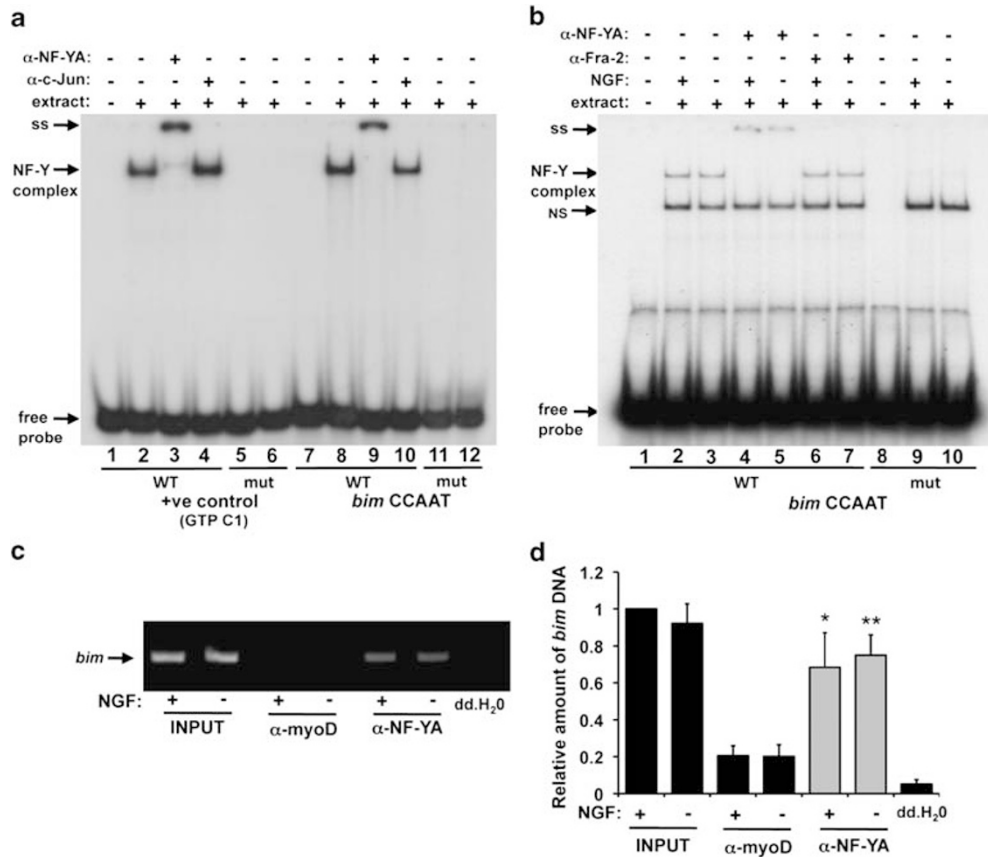 a
α-NF-YA: - - + - - - - - + - - -
α-c-Jun: - - - + - - - - - + - -
extract: - + + + + + - + + + + +
ss
NF-Y
complex
free
probe
1 2 3 4 5 6 7 8 9 10 11 12
WT mut WT mut
+ve control bim CCAAT
(GTP C1)
b
α-NF-YA: - - - + + - - - - -
α-Fra-2: - - - - - + + - - -
NGF: - + - + - + - - + -
extract: - + + + + + + - + +
ss
NF-Y
complex
NS
free
probe
1 2 3 4 5 6 7 8 9 10
WT mut
bim CCAAT
c
bim
NGF: + - + - + - dd.H20
INPUT α-myoD α-NF-YA
d
Relative amount of bim DNA
1.2
1
0.8
0.6
0.4
0.2
0
* **
NGF: + - + - + - dd.H20
INPUT α-myoD α-NF-YA